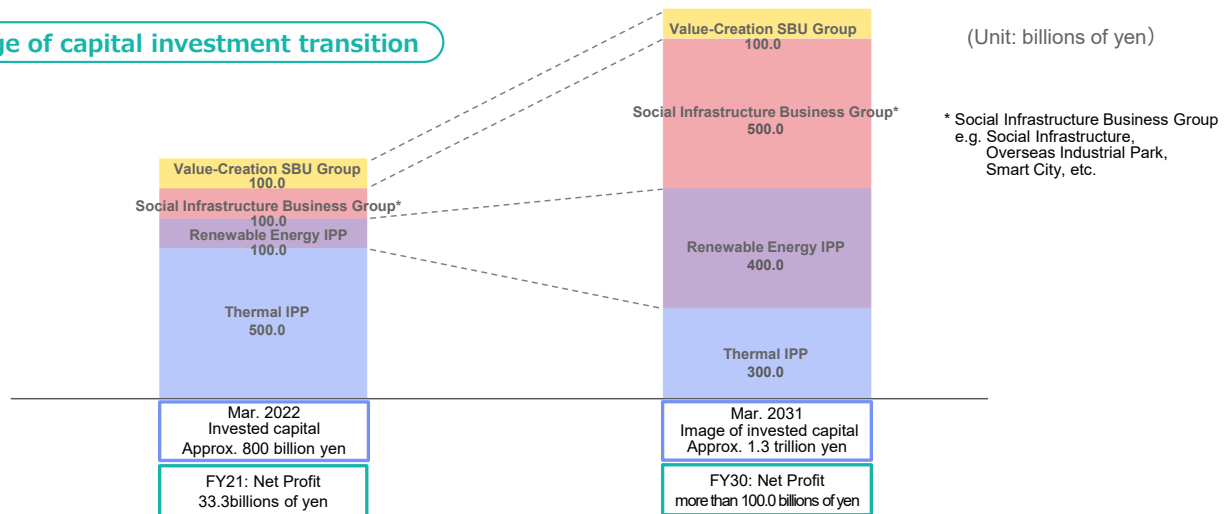 ge of capital investment transition
(Unit: billions of yen)
Value-Creation SBU Group
100.0
Social Infrastructure Business Group*
100.0
Renewable Energy IPP
100.0
Thermal IPP
500.0
Value-Creation SBU Group
100.0
Social Infrastructure Business Group*
500.0
Renewable Energy IPP
400.0
Thermal IPP
300.0
* Social Infrastructure Business Group
e.g. Social Infrastructure,
Overseas Industrial Park,
Smart City, etc.
Mar. 2022
Invested capital
Approx. 800 billion yen
FY21: Net Profit
33.3billions of yen
Mar. 2031
Image of invested capital
Approx. 1.3 trillion yen
FY30: Net Profit
more than 100.0 billions of yen